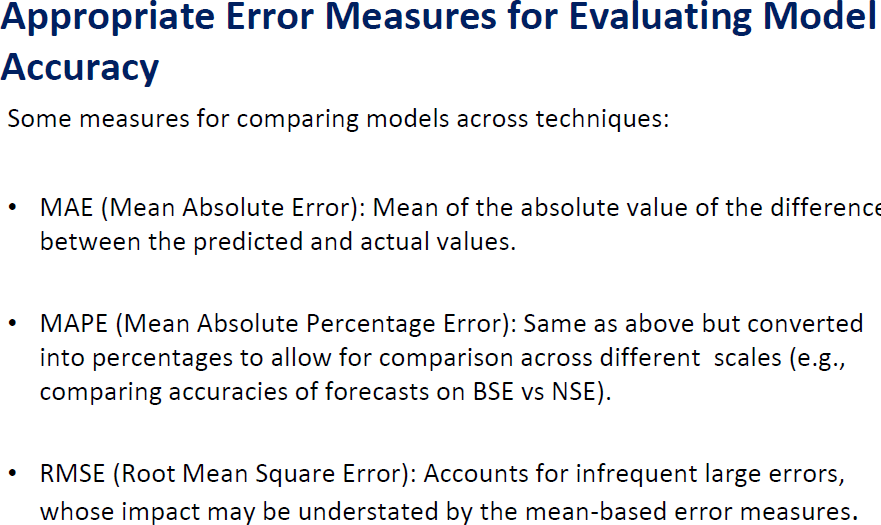 Appropriate Error Measures for Evaluating Model
Accuracy
Some measures for comparing models across techniques:
• MAE (Mean Absolute Error): Mean of the absolute value of the difference
between the predicted and actual values.
• MAPE (Mean Absolute Percentage Error): Same as above but converted
into percentages to allow for comparison across different scales (e.g.,
comparing accuracies of forecasts on BSE vs NSE).
• RMSE (Root Mean Square Error): Accounts for infrequent large errors,
whose impact may be understated by the mean-based error measures.